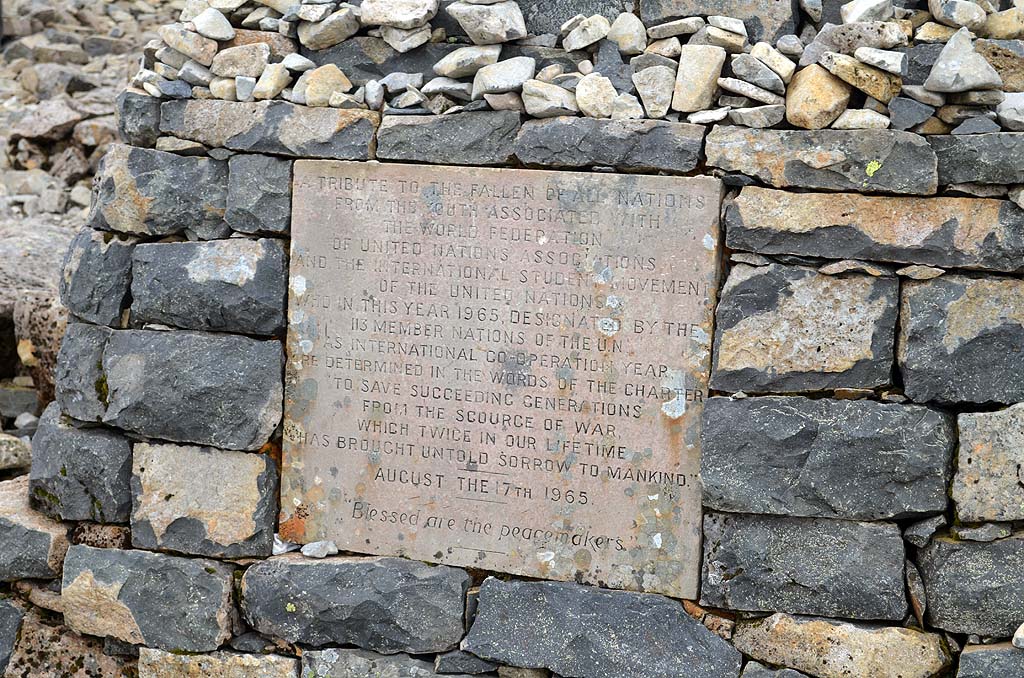 A TRIBUTE TO THE FALLEN OF ALL NATIONS
FROM THE YOUTH ASSOCIATED WITH
THE WORLD FEDERATION
OF UNITED NATIONS ASSOCIATIONS
AND THE INTERNATIONAL STUDENT MOVEMENT
OF THE UNITED NATIONS
WHO IN THIS YEAR 1965, DESIGNATED BY THE
115 MEMBER NATIONS OF THE U.N.
AS INTERNATIONAL CO-OPERATION YEAR
ARE DETERMINED IN THE WORDS OF THE CHARTER
"TO SAVE SUCCEEDING GENERATIONS
FROM THE SCOURGE OF WAR
WHICH TWICE IN OUR LIFETIME
HAS BROUGHT UNTOLD SORROW TO MANKIND."
AUGUST THE 17TH 1965.
"Blessed are the peacemakers."